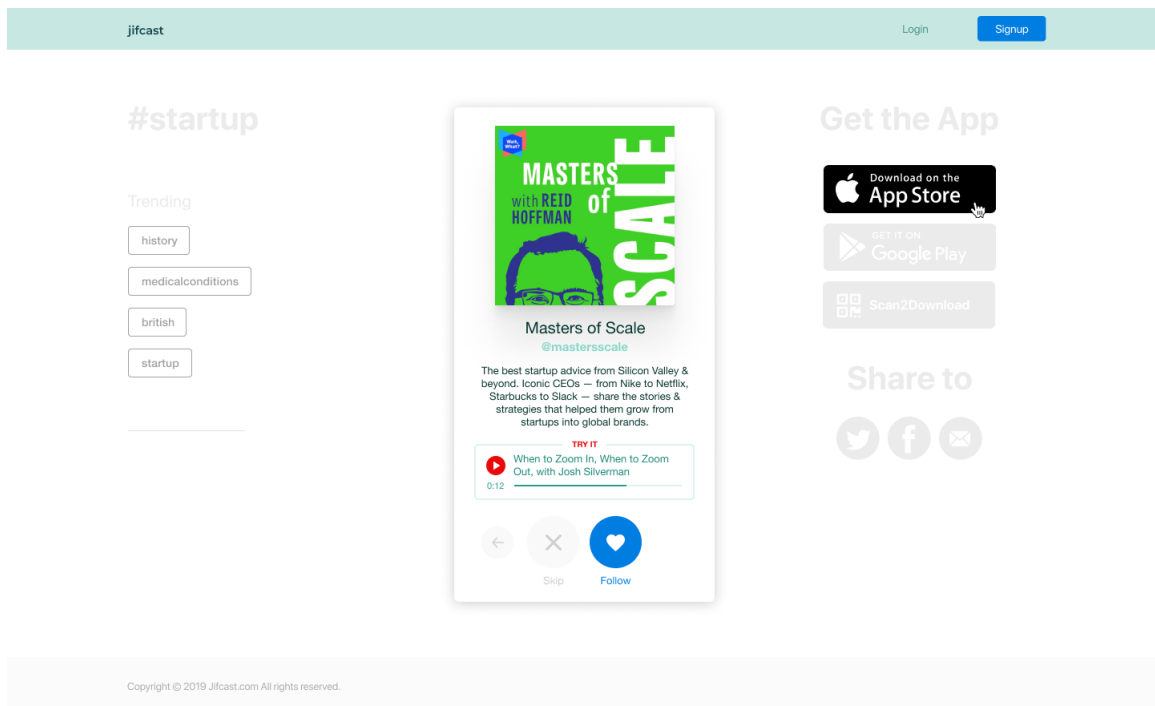 jifcast
Login
Signup
#startup
Trending
history
medicalconditions
british
startup
Wait,
What?
MASTERS
with REID of
HOFFMAN
SCALE
Masters of Scale
@mastersscale
The best startup advice from Silicon Valley &
beyond. Iconic CEOs — from Nike to Netflix,
Starbucks to Slack — share the stories &
strategies that helped them grow from
startups into global brands.
TRY IT
When to Zoom In, When to Zoom
Out, with Josh Silverman
0:12
Skip
Follow
Get the App
Download on the
App Store
GET IT ON
Google Play
Scan2Download
Share to
Copyright © 2019 Jifcast.com All rights reserved.